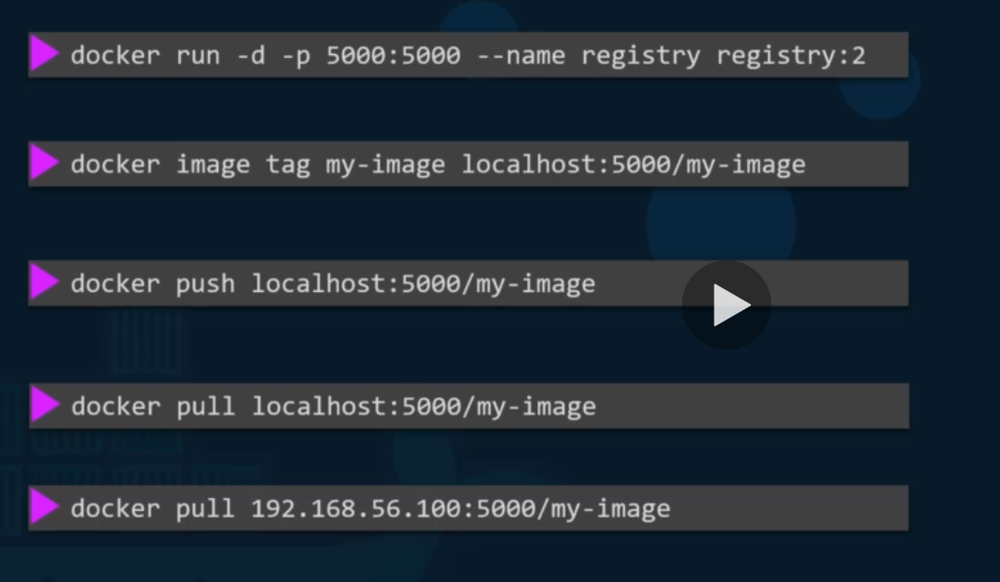 docker run -d -p 5000:5000 --name registry registry:2
docker image tag my-image localhost:5000/my-image
docker push localhost:5000/my-image
docker pull localhost:5000/my-image
docker pull 192.168.56.100:5000/my-image